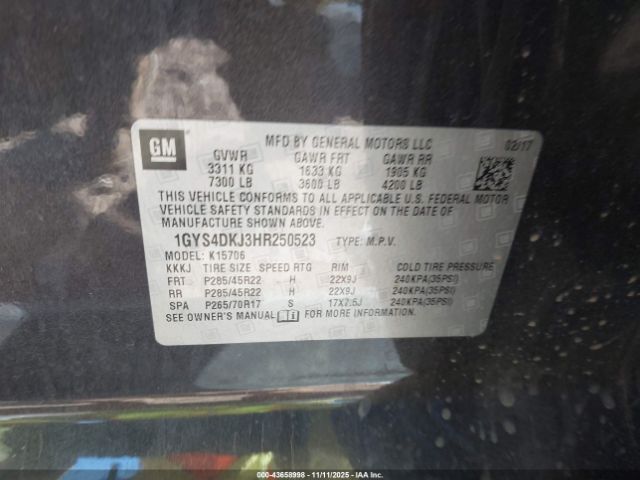 GM
MFD BY GENERAL MOTORS LLC 02/17
GVWR GAWR FRT GAWR RR
3311 KG 1633 KG 1905 KG
7300 LB 3600 LB 4200 LB
THIS VEHICLE CONFORMS TO ALL APPLICABLE U.S. FEDERAL MOTOR
VEHICLE SAFETY STANDARDS IN EFFECT ON THE DATE OF
MANUFACTURE SHOWN ABOVE.
1GYS4DKJ3HR250523 TYPE: M.P.V.
MODEL: K15706
KKKJ TIRE SIZE SPEED RTG RIM COLD TIRE PRESSURE
FRT P285/45R22 H 22X9J 240KPA(35PSI)
RR P285/45R22 H 22X9J 240KPA(35PSI)
SPA P265/70R17 S 17X7.5J 240KPA(35PSI)
SEE OWNER'S MANUAL FOR MORE INFORMATION.
©IAAI 00-43658998 - 11/11/2025 - IAAI Dallas